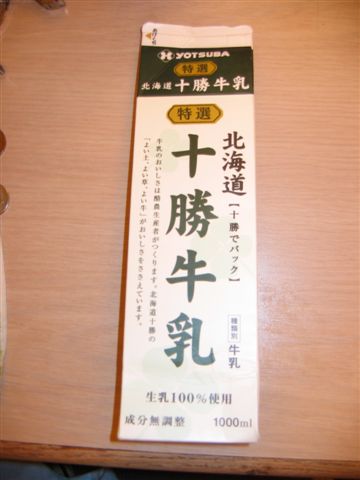 YOTSUBA
特選
北海道 十勝牛乳
特選
北海道
【十勝でパック】
十勝牛乳
牛乳のおいしさは酪農生産者がつくります。北海道十勝の
「よい土、よい草、よい牛」がおいしさをささえています。
種類別 牛乳
生乳100%使用
成分無調整 1000ml